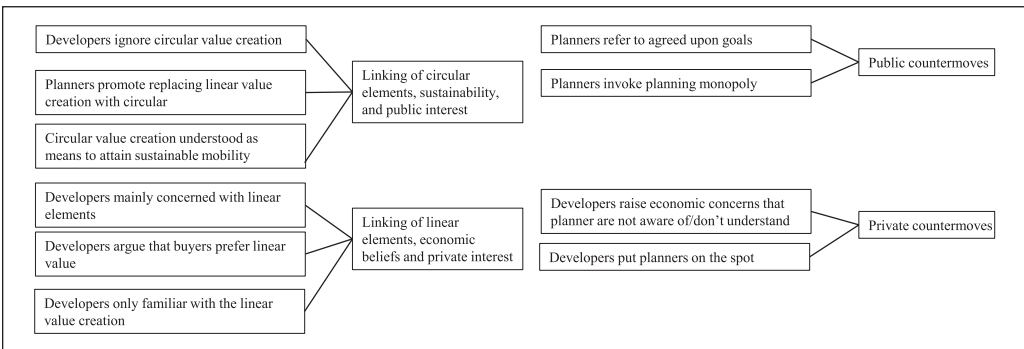 Developers ignore circular value creation
Planners promote replacing linear value
creation with circular
Circular value creation understood as
means to attain sustainable mobility
Linking of circular
elements, sustainability,
and public interest
Developers mainly concerned with linear
elements
Developers argue that buyers prefer linear
value
Developers only familiar with the linear
value creation
Linking of linear
elements, economic
beliefs and private interest
Planners refer to agreed upon goals
Planners invoke planning monopoly
Public countermoves
Developers raise economic concerns that
planner are not aware of/don’t understand
Developers put planners on the spot
Private countermoves